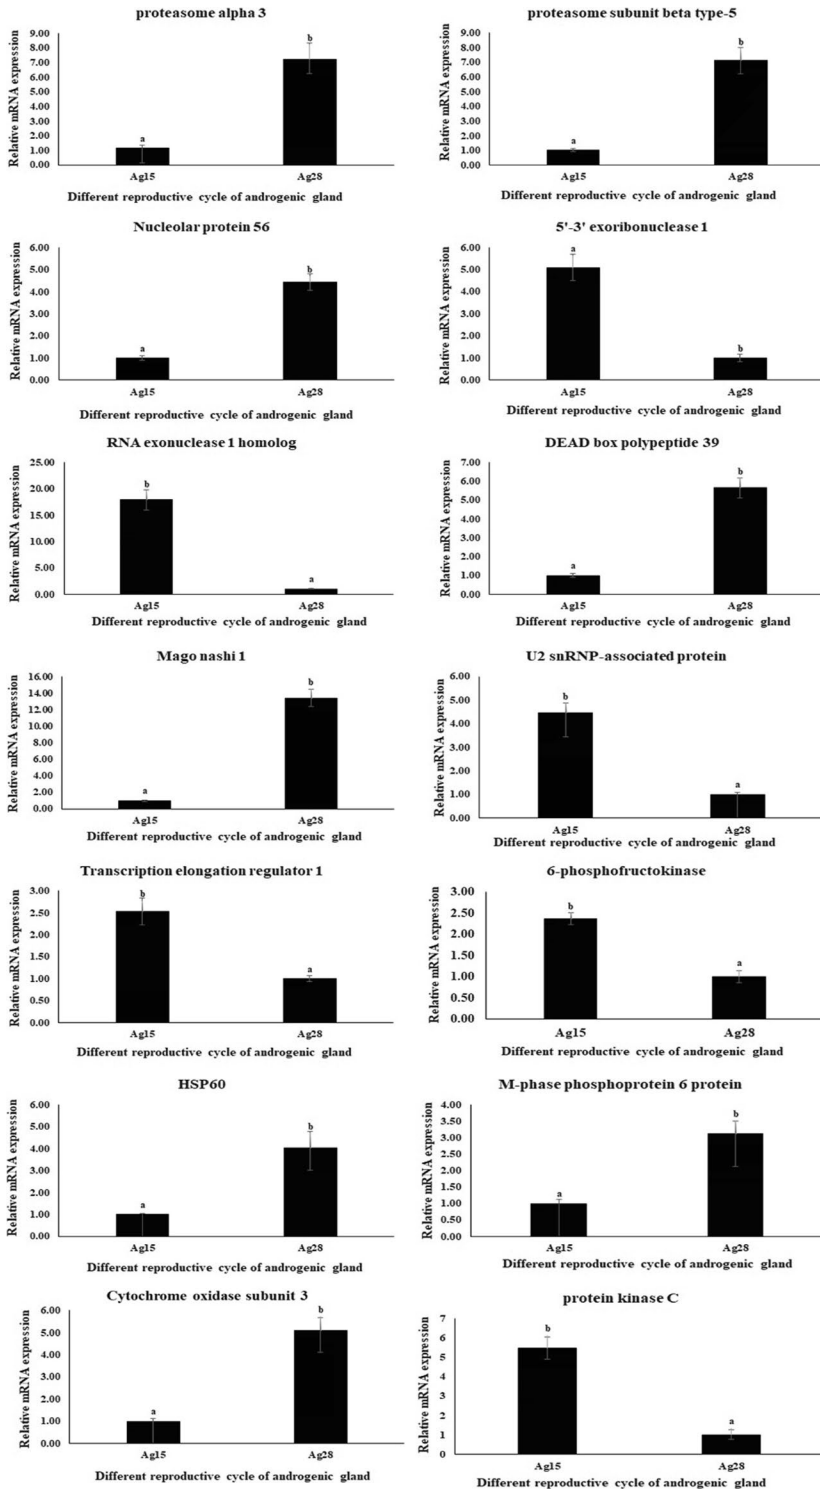 proteasome alpha 3
Relative mRNA expression
9.00
8.00
7.00
6.00
5.00
4.00
3.00
2.00
1.00
0.00
a
b
Ag15
Ag28
Different reproductive cycle of androgenic gland
proteasome subunit beta type-5
Relative mRNA expression
9.00
8.00
7.00
6.00
5.00
4.00
3.00
2.00
1.00
0.00
a
b
Ag15
Ag28
Different reproductive cycle of androgenic gland
Nucleolar protein 56
Relative mRNA expression
6.00
5.00
4.00
3.00
2.00
1.00
0.00
a
b
Ag15
Ag28
Different reproductive cycle of androgenic gland
5'-3' exoribonuclease 1
Relative mRNA expression
6.00
5.00
4.00
3.00
2.00
1.00
0.00
a
b
Ag15
Ag28
Different reproductive cycle of androgenic gland
RNA exonuclease 1 homolog
Relative mRNA expression
25.00
20.00
15.00
10.00
5.00
0.00
b
a
Ag15
Ag28
Different reproductive cycle of androgenic gland
DEAD box polypeptide 39
Relative mRNA expression
7.00
6.00
5.00
4.00
3.00
2.00
1.00
0.00
a
b
Ag15
Ag28
Different reproductive cycle of androgenic gland
Mago nashi 1
Relative mRNA expression
16.00
14.00
12.00
10.00
8.00
6.00
4.00
2.00
0.00
a
b
Ag15
Ag28
Different reproductive cycle of androgenic gland
U2 snRNP-associated protein
Relative mRNA expression
6.00
5.00
4.00
3.00
2.00
1.00
0.00
b
a
Ag15
Ag28
Different reproductive cycle of androgenic gland
Transcription elongation regulator 1
Relative mRNA expression
3.00
2.50
2.00
1.50
1.00
0.50
0.00
b
a
Ag15
Ag28
Different reproductive cycle of androgenic gland
6-phosphofructokinase
Relative mRNA expression
3.00
2.50
2.00
1.50
1.00
0.50
0.00
b
a
Ag15
Ag28
Different reproductive cycle of androgenic gland
HSP60
Relative mRNA expression
6.00
5.00
4.00
3.00
2.00
1.00
0.00
a
b
Ag15
Ag28
Different reproductive cycle of androgenic gland
M-phase phosphoprotein 6 protein
Relative mRNA expression
4.00
3.50
3.00
2.50
2.00
1.50
1.00
0.50
0.00
a
b
Ag15
Ag28
Different reproductive cycle of androgenic gland
Cytochrome oxidase subunit 3
Relative mRNA expression
6.00
5.00
4.00
3.00
2.00
1.00
0.00
a
b
Ag15
Ag28
Different reproductive cycle of androgenic gland
protein kinase C
Relative mRNA expression
7
6
5
4
3
2
1
0
b
a
Ag15
Ag28
Different reproductive cycle of androgenic gland